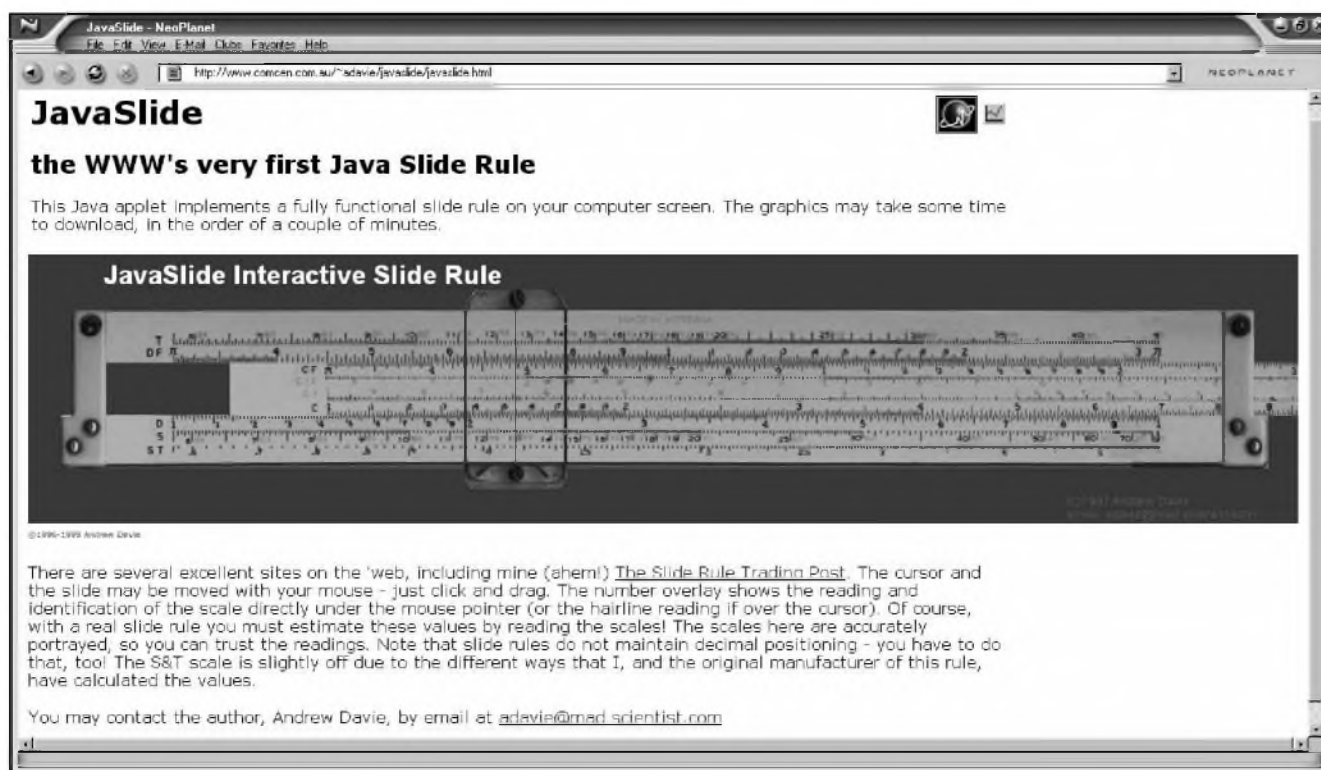 JavaSlide - NeoPlanet
File Edit View E-Mail Clubs Favorites Help
http://www.comcen.com.au/~adavie/javaslide/javaslide.html
NEOPLANET
JavaSlide
the WWW's very first Java Slide Rule
This Java applet implements a fully functional slide rule on your computer screen. The graphics may take some time
to download, in the order of a couple of minutes.
JavaSlide Interactive Slide Rule
T
DF
CF
C
D
S
ST
©1996-1999 Andrew Davie
There are several excellent sites on the 'web, including mine (ahem!) The Slide Rule Trading Post. The cursor and
the slide may be moved with your mouse - just click and drag. The number overlay shows the reading and
identification of the scale directly under the mouse pointer (or the hairline reading if over the cursor). Of course,
with a real slide rule you must estimate these values by reading the scales! The scales here are accurately
portrayed, so you can trust the readings. Note that slide rules do not maintain decimal positioning - you have to do
that, too! The S&T scale is slightly off due to the different ways that I, and the original manufacturer of this rule,
have calculated the values.
You may contact the author, Andrew Davie, by email at adavie@mad.scientist.com